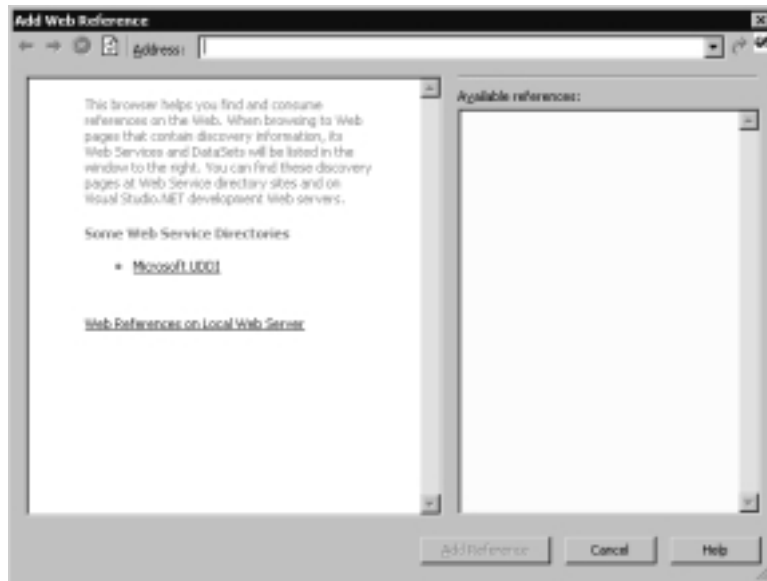 Add Web Reference
Address:
This browser helps you find and consume
references on the Web. When browsing to Web
pages that contain discovery information, its
Web Services and DataSets will be listed in the
window to the right. You can find these discovery
pages at Web Service directory sites and on
Visual Studio.NET development Web servers.
Some Web Service Directories
Microsoft UDDI
Web References on Local Web Server
Available references:
Add Reference
Cancel
Help